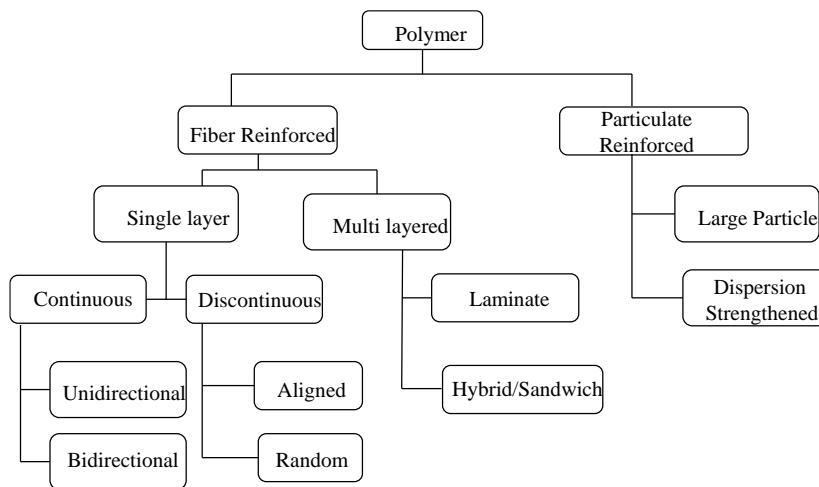 Polymer
Fiber Reinforced
Particulate
Reinforced
Single layer
Multi layered
Large Particle
Continuous
Discontinuous
Laminate
Dispersion
Strengthened
Unidirectional
Aligned
Hybrid/Sandwich
Bidirectional
Random